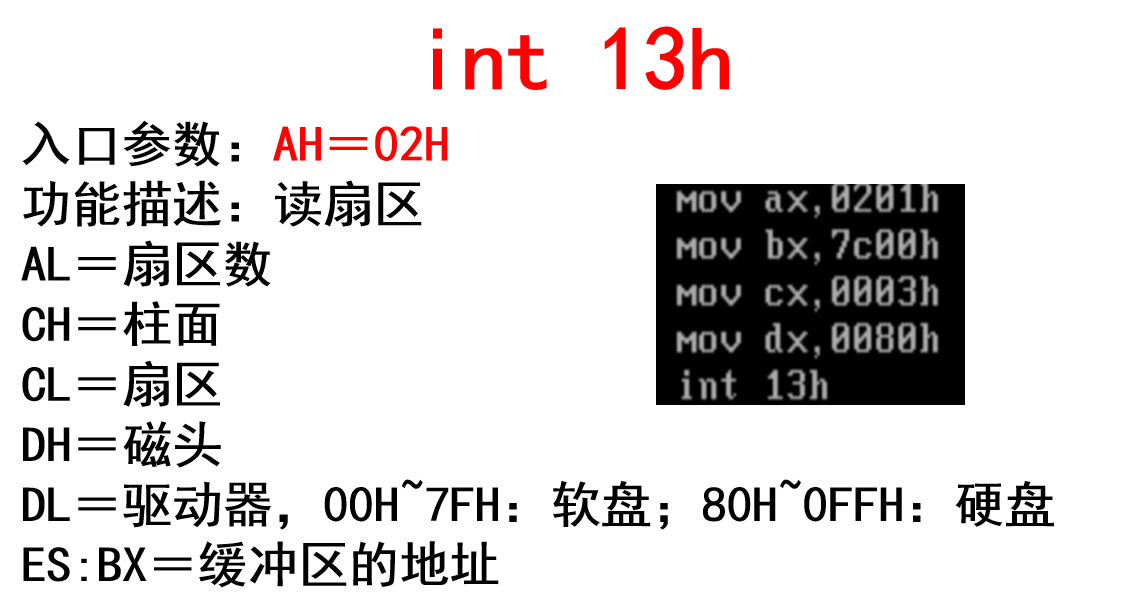 int 13h
入口参数：AH＝02H
功能描述：读扇区
AL＝扇区数
CH＝柱面
CL＝扇区
DH＝磁头
DL＝驱动器，00H~7FH：软盘；80H~0FFH：硬盘
ES:BX＝缓冲区的地址
MOV ax,0201h
MOV bx,7c00h
MOV cx,0003h
MOV dx,0080h
int 13h